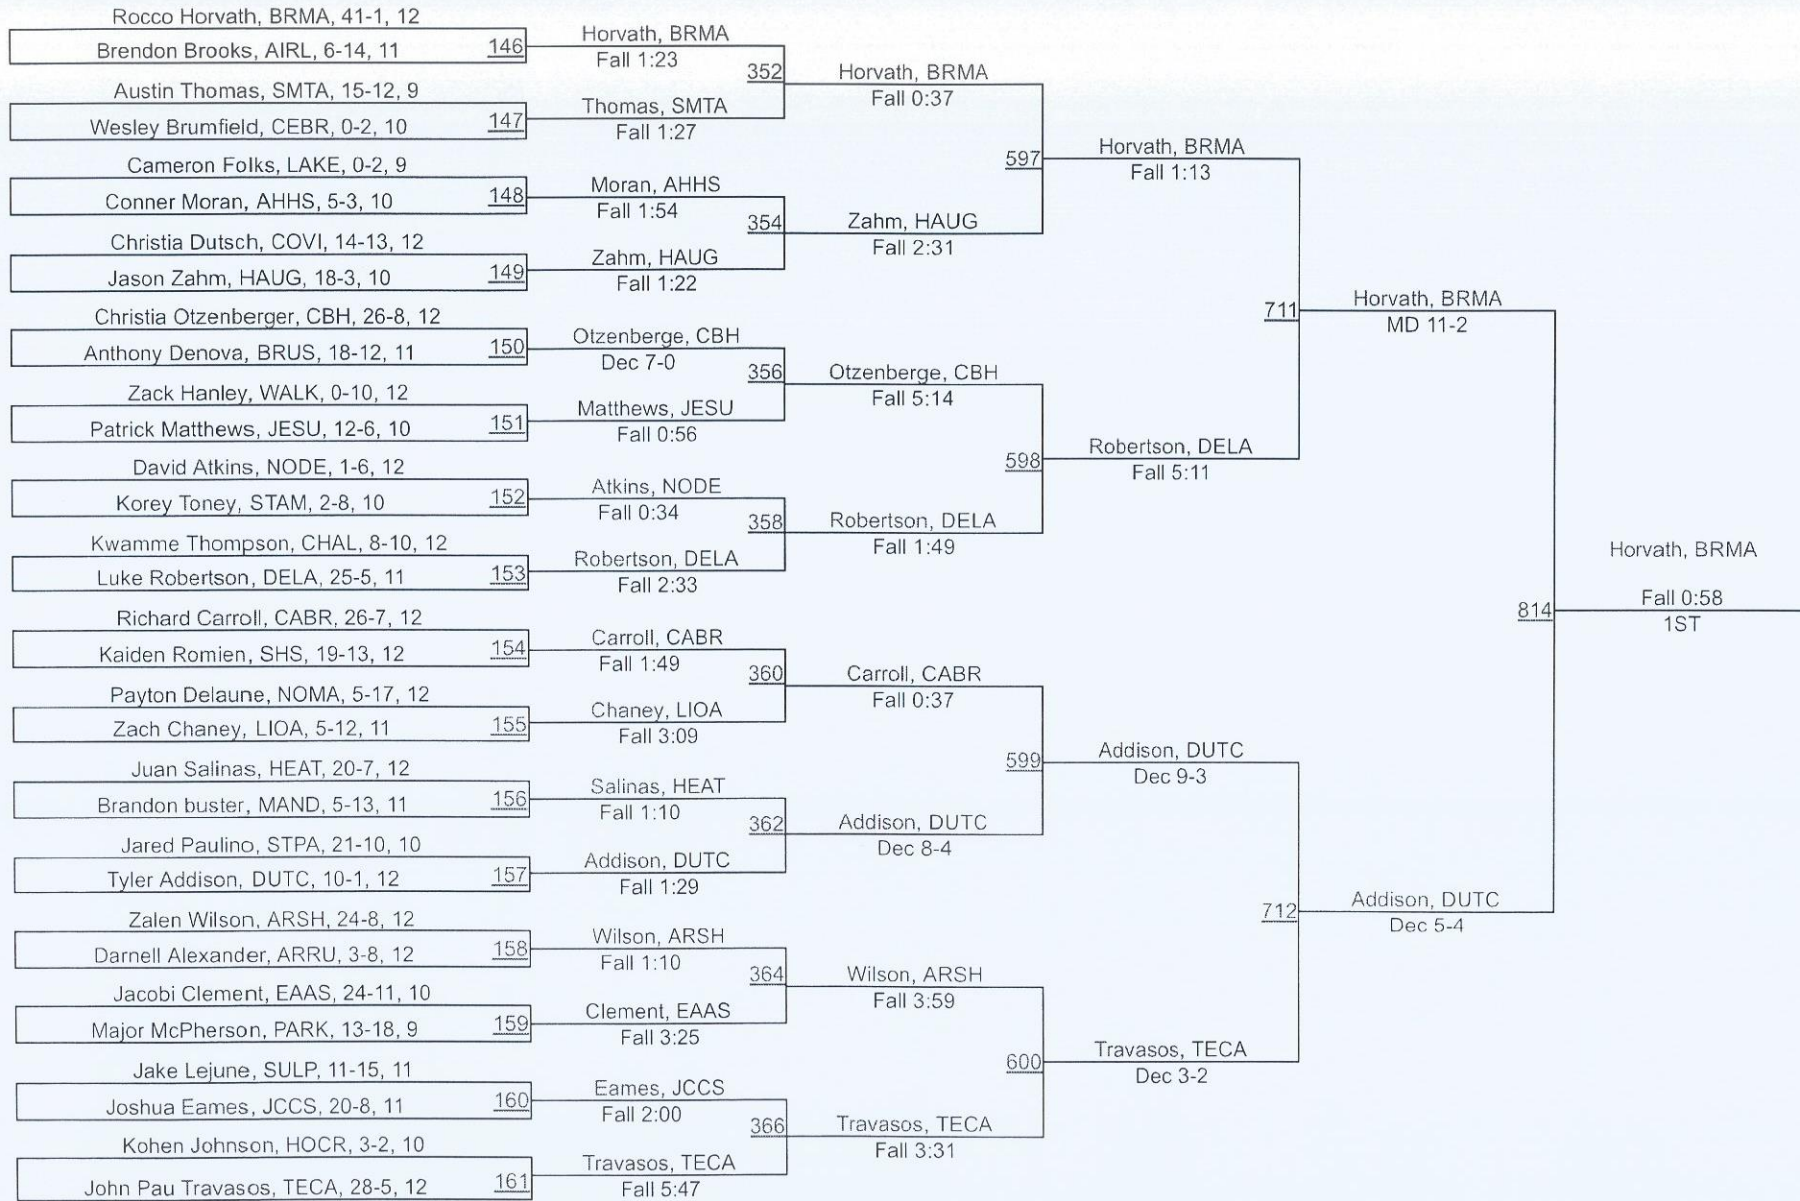 Rocco Horvath, BRMA, 41-1, 12
Brendon Brooks, AIRL, 6-14, 11
146
Austin Thomas, SMTA, 15-12, 9
Wesley Brumfield, CEBR, 0-2, 10
147
Cameron Folks, LAKE, 0-2, 9
Conner Moran, AHHS, 5-3, 10
148
Christia Dutsch, COVI, 14-13, 12
Jason Zahm, HAUG, 18-3, 10
149
Christia Otzenberger, CBH, 26-8, 12
Anthony Denova, BRUS, 18-12, 11
150
Zack Hanley, WALK, 0-10, 12
Patrick Matthews, JESU, 12-6, 10
151
David Atkins, NODE, 1-6, 12
Korey Toney, STAM, 2-8, 10
152
Kwamme Thompson, CHAL, 8-10, 12
Luke Robertson, DELA, 25-5, 11
153
Richard Carroll, CABR, 26-7, 12
Kaiden Romien, SHS, 19-13, 12
154
Payton Delaune, NOMA, 5-17, 12
Zach Chaney, LIOA, 5-12, 11
155
Juan Salinas, HEAT, 20-7, 12
Brandon buster, MAND, 5-13, 11
156
Jared Paulino, STPA, 21-10, 10
Tyler Addison, DUTC, 10-1, 12
157
Zalen Wilson, ARSH, 24-8, 12
Darnell Alexander, ARRU, 3-8, 12
158
Jacobi Clement, EAAS, 24-11, 10
Major McPherson, PARK, 13-18, 9
159
Jake Lejune, SULP, 11-15, 11
Joshua Eames, JCCS, 20-8, 11
160
Kohen Johnson, HOCR, 3-2, 10
John Pau Travasos, TECA, 28-5, 12
161
Horvath, BRMA
Fall 1:23
352
Thomas, SMTA
Fall 1:27
Moran, AHHS
Fall 1:54
354
Zahm, HAUG
Fall 1:22
Otzenberge, CBH
Dec 7-0
356
Matthews, JESU
Fall 0:56
Atkins, NODE
Fall 0:34
358
Robertson, DELA
Fall 2:33
Carroll, CABR
Fall 1:49
360
Chaney, LIOA
Fall 3:09
Salinas, HEAT
Fall 1:10
362
Addison, DUTC
Fall 1:29
Wilson, ARSH
Fall 1:10
364
Clement, EAAS
Fall 3:25
Eames, JCCS
Fall 2:00
366
Travasos, TECA
Fall 5:47
Horvath, BRMA
Fall 0:37
597
Zahm, HAUG
Fall 2:31
Otzenberge, CBH
Fall 5:14
598
Robertson, DELA
Fall 1:49
Carroll, CABR
Fall 0:37
599
Addison, DUTC
Dec 8-4
Wilson, ARSH
Fall 3:59
600
Travasos, TECA
Fall 3:31
Horvath, BRMA
Fall 1:13
711
Robertson, DELA
Fall 5:11
Addison, DUTC
Dec 9-3
712
Travasos, TECA
Dec 3-2
Horvath, BRMA
MD 11-2
814
Addison, DUTC
Dec 5-4
Horvath, BRMA
Fall 0:58
1ST